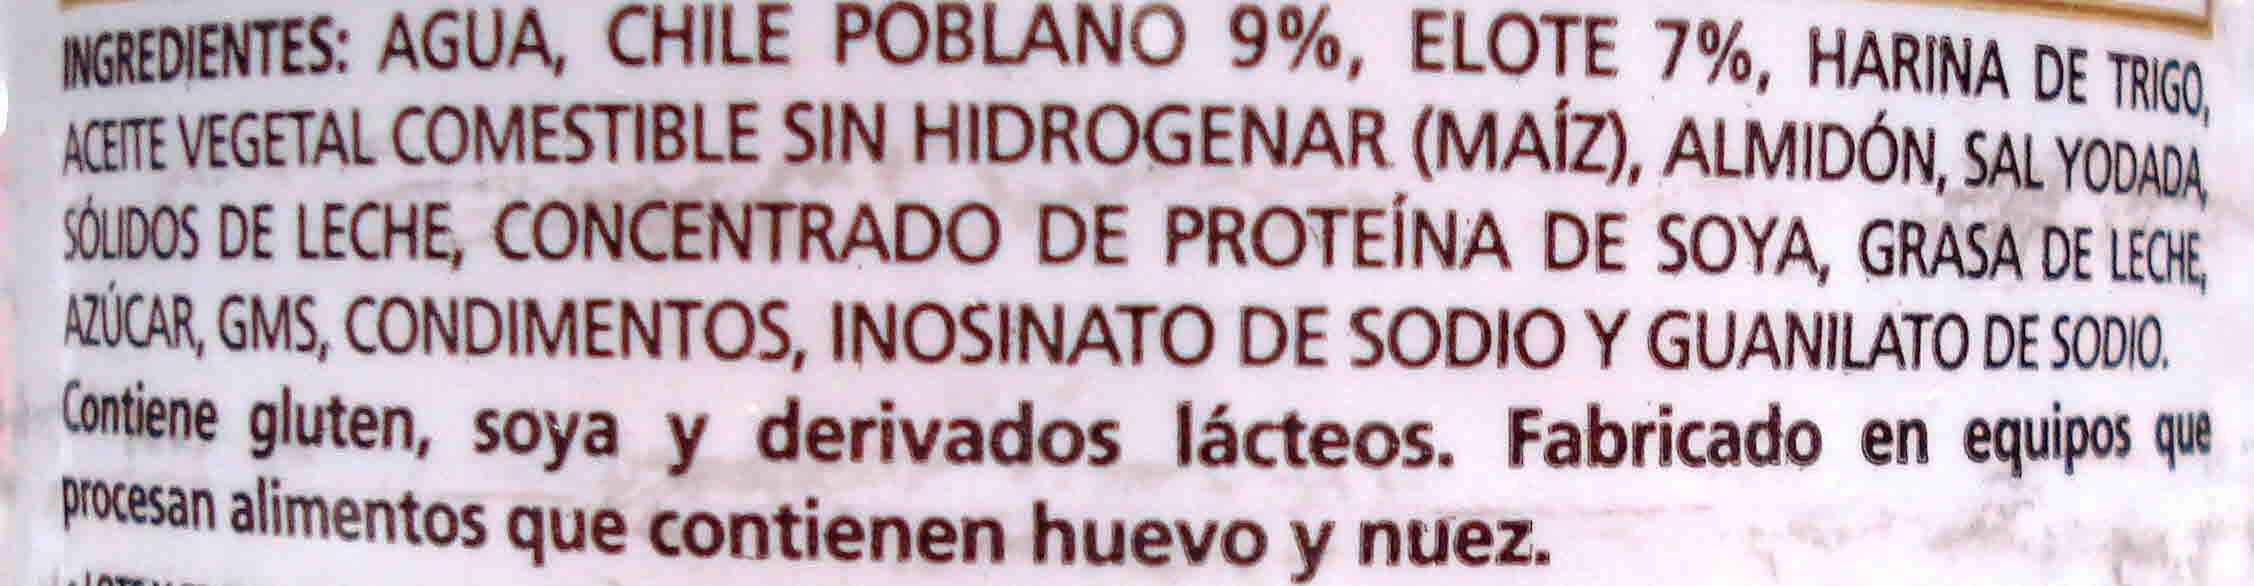 INGREDIENTES: AGUA, CHILE POBLANO 9%, ELOTE 7%, HARINA DE TRIGO,
ACEITE VEGETAL COMESTIBLE SIN HIDROGENAR (MAÍZ), ALMIDÓN, SAL YODADA,
SÓLIDOS DE LECHE, CONCENTRADO DE PROTEÍNA DE SOYA, GRASA DE LECHE,
AZÚCAR, GMS, CONDIMENTOS, INOSINATO DE SODIO Y GUANILATO DE SODIO.
Contiene gluten, soya y derivados lácteos. Fabricado en equipos que
procesan alimentos que contienen huevo y nuez.